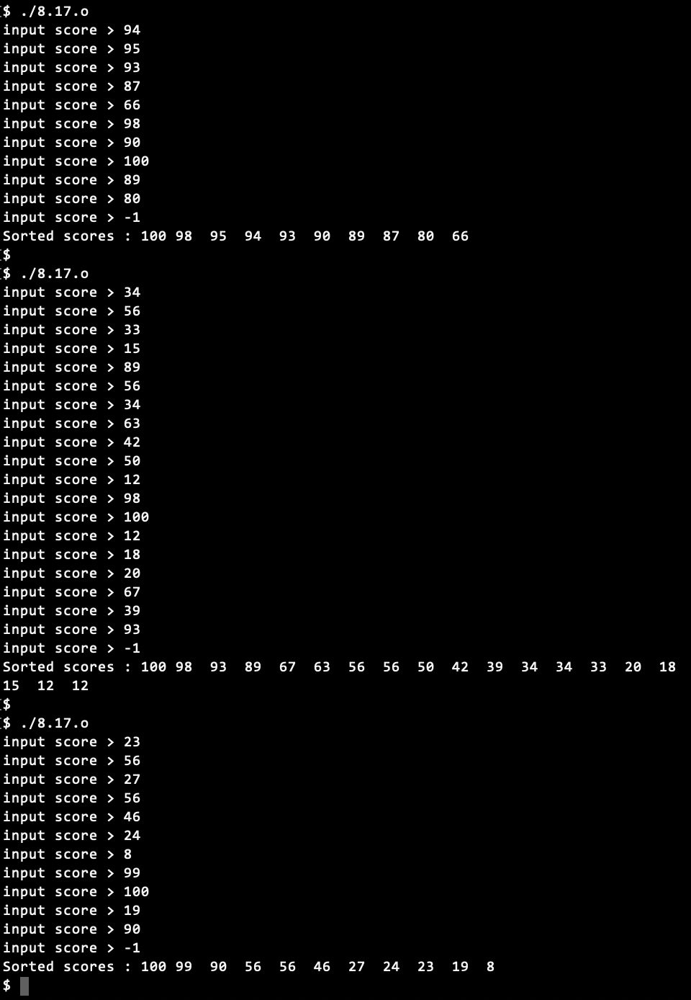 $ ./8.17.o
input score > 94
input score > 95
input score > 93
input score > 87
input score > 66
input score > 98
input score > 90
input score > 100
input score > 89
input score > 80
input score > -1
Sorted scores : 100 98  95  94  93  90  89  87  80  66
$
$ ./8.17.o
input score > 34
input score > 56
input score > 33
input score > 15
input score > 89
input score > 56
input score > 34
input score > 63
input score > 42
input score > 50
input score > 12
input score > 98
input score > 100
input score > 12
input score > 18
input score > 20
input score > 67
input score > 39
input score > 93
input score > -1
Sorted scores : 100 98  93  89  67  63  56  56  50  42  39  34  34  33  20  18
15  12  12
$
$ ./8.17.o
input score > 23
input score > 56
input score > 27
input score > 56
input score > 46
input score > 24
input score > 8
input score > 99
input score > 100
input score > 19
input score > 90
input score > -1
Sorted scores : 100 99  90  56  56  46  27  24  23  19  8
$